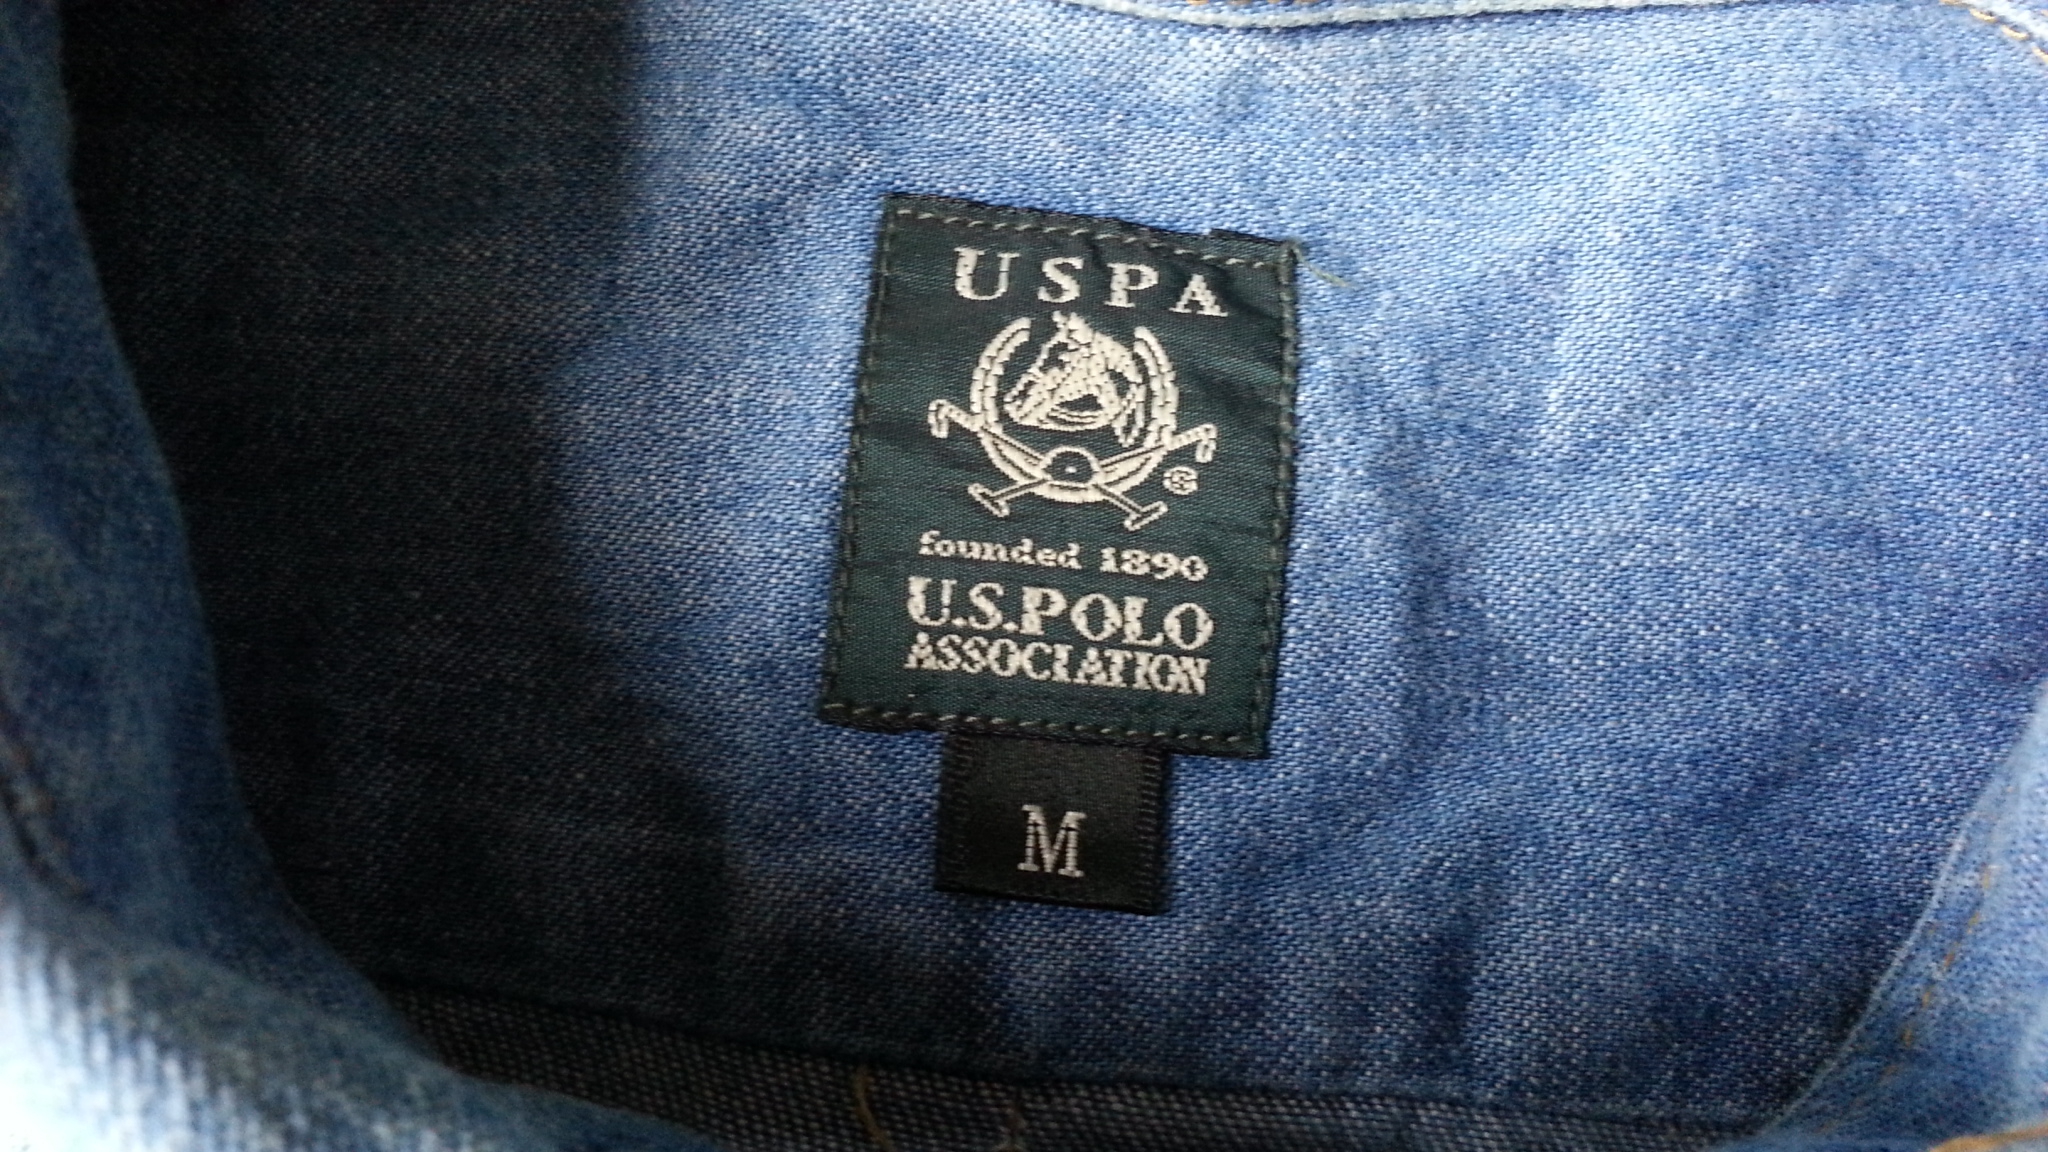 USPA
®
founded 1890
U.S.POLO
ASSOCIATION
M